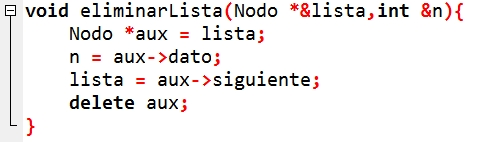 void eliminarLista(Nodo *&lista,int &n){
    Nodo *aux = lista;
    n = aux->dato;
    lista = aux->siguiente;
    delete aux;
}